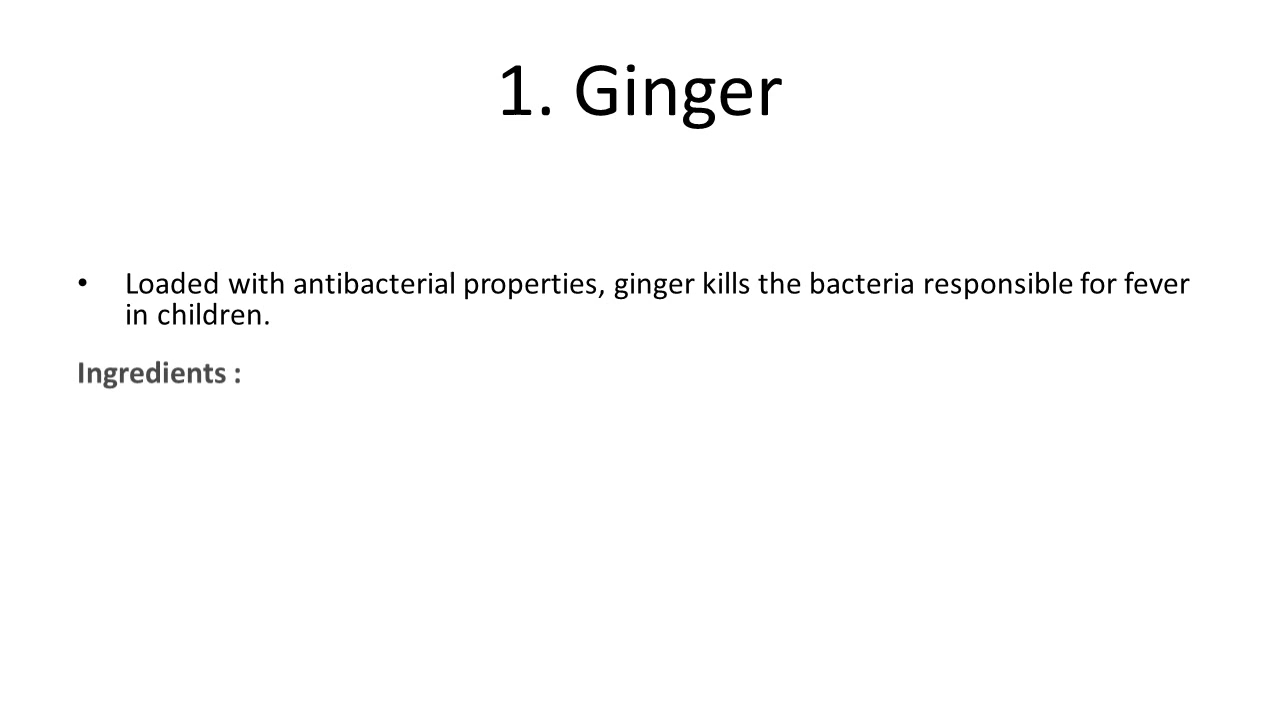 1. Ginger
• Loaded with antibacterial properties, ginger kills the bacteria responsible for fever
in children.
Ingredients :